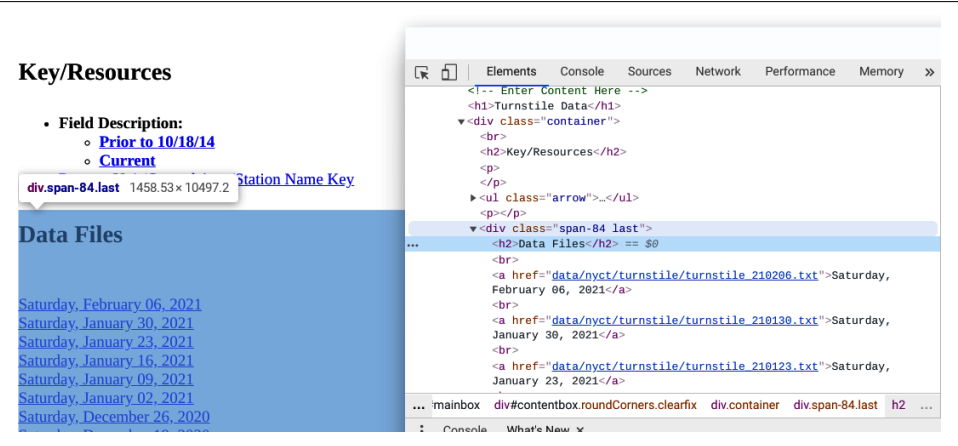 Key/Resources
• Field Description:
○ Prior to 10/18/14
○ Current
Station Name Key
div.span-84.last 1458.53 × 10497.2
Data Files
Saturday, February 06, 2021
Saturday, January 30, 2021
Saturday, January 23, 2021
Saturday, January 16, 2021
Saturday, January 09, 2021
Saturday, January 02, 2021
Saturday, December 26, 2020
Elements Console Sources Network Performance Memory »
<!-- Enter Content Here -->
<h1>Turnstile Data</h1>
▼<div class="container">
<br>
<h2>Key/Resources</h2>
<p>
</p>
▶<ul class="arrow">…</ul>
<p></p>
▼<div class="span-84 last">
... <h2>Data Files</h2> == $0
<br>
<a href="data/nyct/turnstile/turnstile_210206.txt">Saturday,
February 06, 2021</a>
<br>
<a href="data/nyct/turnstile/turnstile_210130.txt">Saturday,
January 30, 2021</a>
<br>
<a href="data/nyct/turnstile/turnstile_210123.txt">Saturday,
January 23, 2021</a>
... mainbox div#contentbox.roundCorners.clearfix div.container div.span-84.last h2 ...
⋮ Console What's New ×